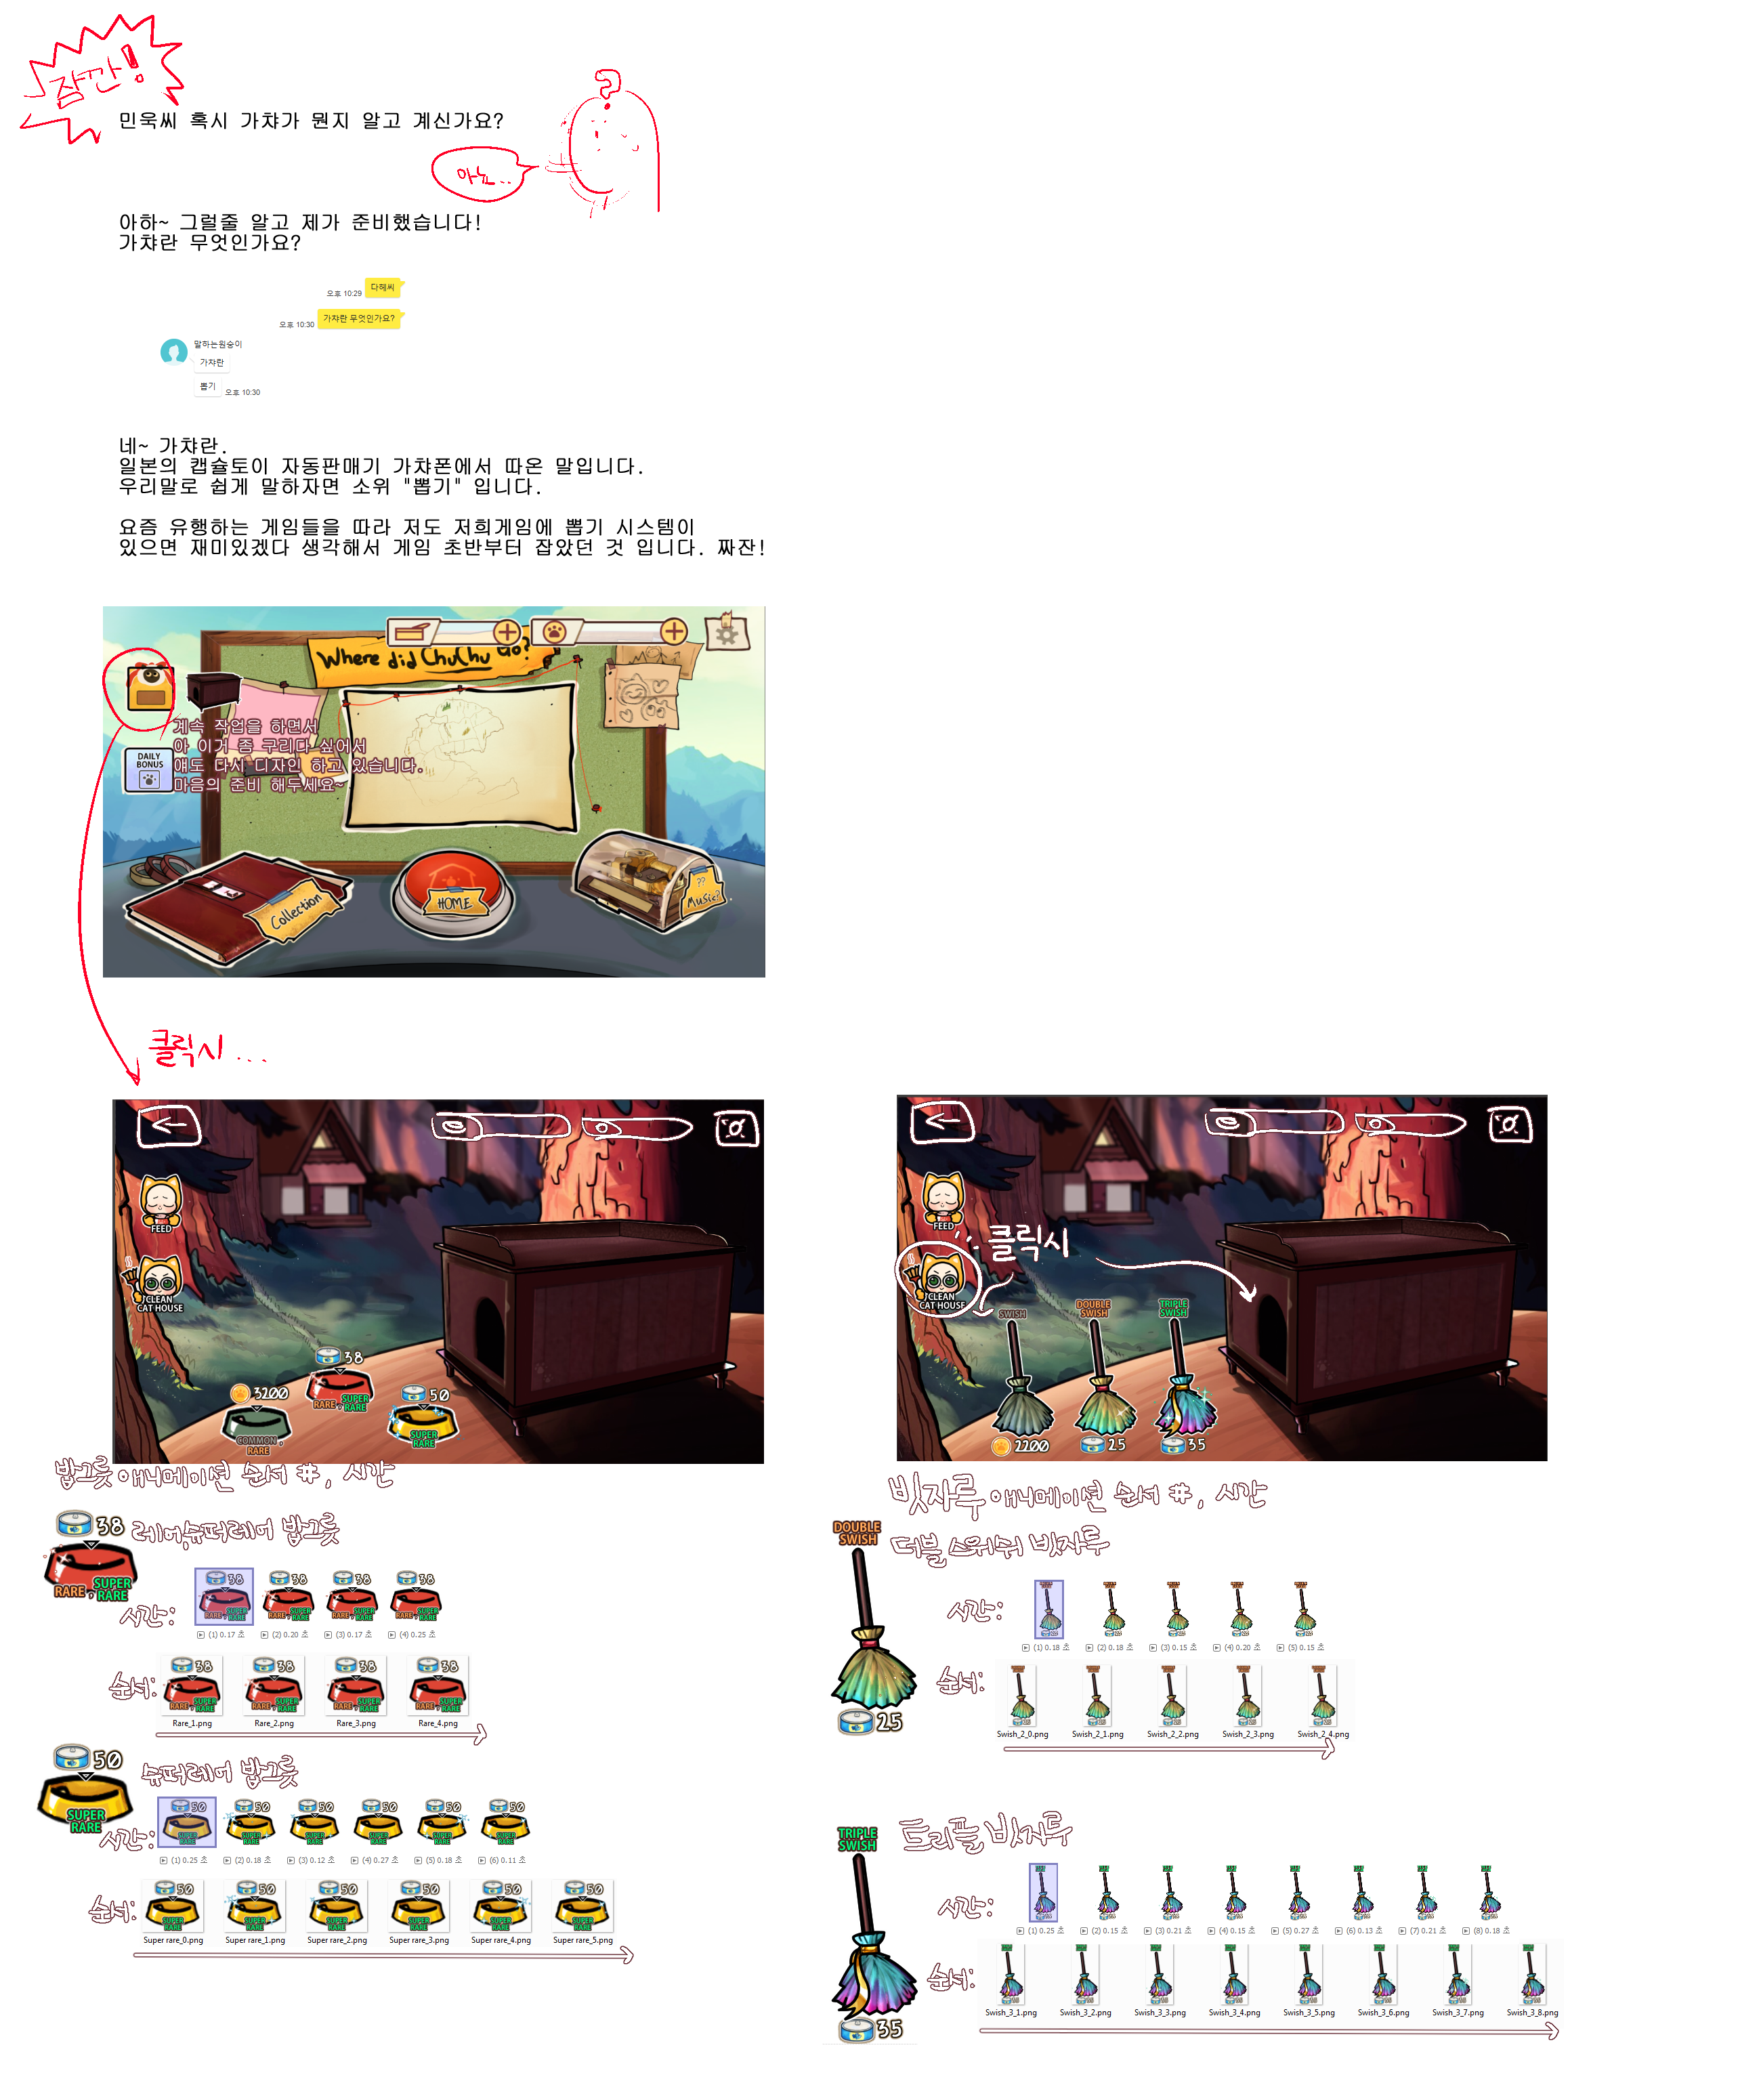 잠깐!
민욱씨 혹시 가챠가 뭔지 알고 계신가요?
?
아뇨..
아하~ 그럴줄 알고 제가 준비했습니다!
가챠란 무엇인가요?
오후 10:29 다혜씨
오후 10:30 가챠란 무엇인가요?
말하는원숭이
가챠란
뽑기 오후 10:30
네~ 가챠란.
일본의 캡슐토이 자동판매기 가챠폰에서 따온 말입니다.
우리말로 쉽게 말하자면 소위 "뽑기" 입니다.
요즘 유행하는 게임들을 따라 저도 저희게임에 뽑기 시스템이
있으면 재미있겠다 생각해서 게임 초반부터 잡았던 것 입니다. 짜잔!
Where did ChuChu Go?
계속 작업을 하면서
아 이거 좀 구리다 싶어서
얘도 다시 디자인 하고 있습니다.
마음의 준비 해두세요~
DAILY
BONUS
Collection
HOME
??
Music?
클릭시 ...
FEED
CLEAN
CAT HOUSE
38
RARE, SUPER RARE
3200
COMMON,
RARE
50
SUPER
RARE
FEED
CLEAN
CAT HOUSE
클릭시
SWISH
DOUBLE
SWISH
TRIPLE
SWISH
2200
25
35
밥그릇 애니메이션 순서 #, 시간
38
RARE, SUPER RARE
레어,슈퍼레어 밥그릇
시간:
38 38 38 38
(1) 0.17 초 (2) 0.20 초 (3) 0.17 초 (4) 0.25 초
순서:
38 38 38 38
Rare_1.png Rare_2.png Rare_3.png Rare_4.png
50
SUPER
RARE
슈퍼레어 밥그릇
시간:
50 50 50 50 50 50
(1) 0.25 초 (2) 0.18 초 (3) 0.12 초 (4) 0.27 초 (5) 0.18 초 (6) 0.11 초
순서:
50 50 50 50 50 50
Super rare_0.png Super rare_1.png Super rare_2.png Super rare_3.png Super rare_4.png Super rare_5.png
빗자루 애니메이션 순서 #, 시간
DOUBLE
SWISH
25
더블 스위쉬 빗자루
시간:
(1) 0.18 초 (2) 0.18 초 (3) 0.15 초 (4) 0.20 초 (5) 0.15 초
순서:
Swish_2_0.png Swish_2_1.png Swish_2_2.png Swish_2_3.png Swish_2_4.png
TRIPLE
SWISH
35
트리플 빗자루
시간:
(1) 0.25 초 (2) 0.15 초 (3) 0.21 초 (4) 0.15 초 (5) 0.27 초 (6) 0.13 초 (7) 0.21 초 (8) 0.18 초
순서:
Swish_3_1.png Swish_3_2.png Swish_3_3.png Swish_3_4.png Swish_3_5.png Swish_3_6.png Swish_3_7.png Swish_3_8.png